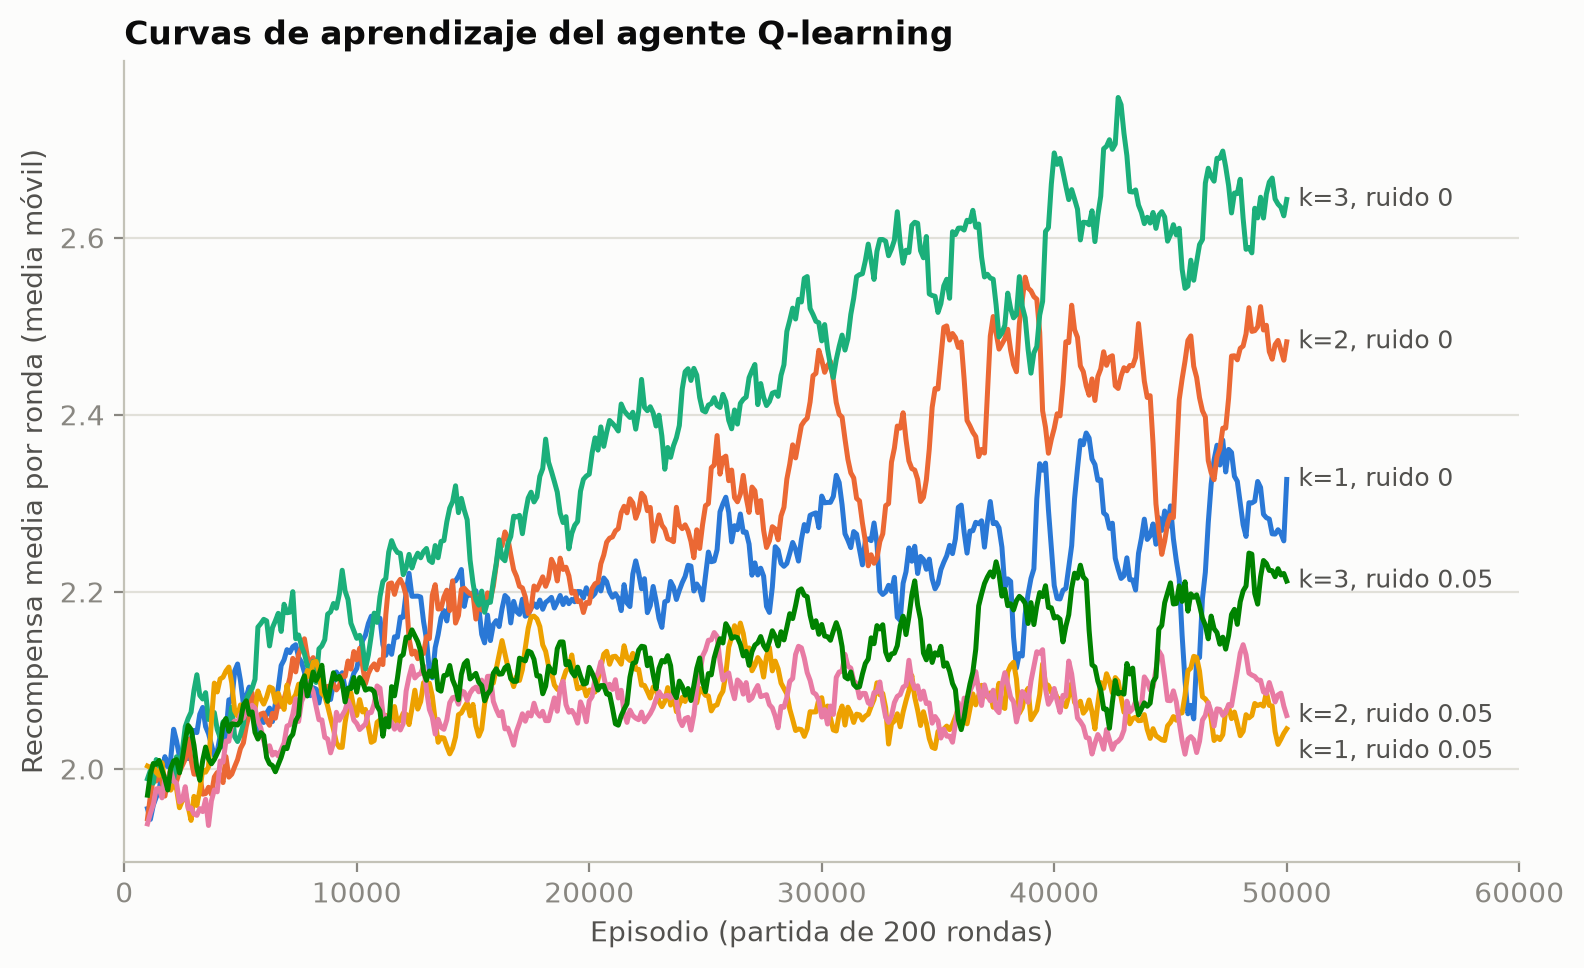 Curvas de aprendizaje del agente Q-learning
Recompensa media por ronda (media móvil)
2.6
2.4
2.2
2.0
k=3, ruido 0
k=2, ruido 0
k=1, ruido 0
k=3, ruido 0.05
k=2, ruido 0.05
k=1, ruido 0.05
0 10000 20000 30000 40000 50000 60000
Episodio (partida de 200 rondas)